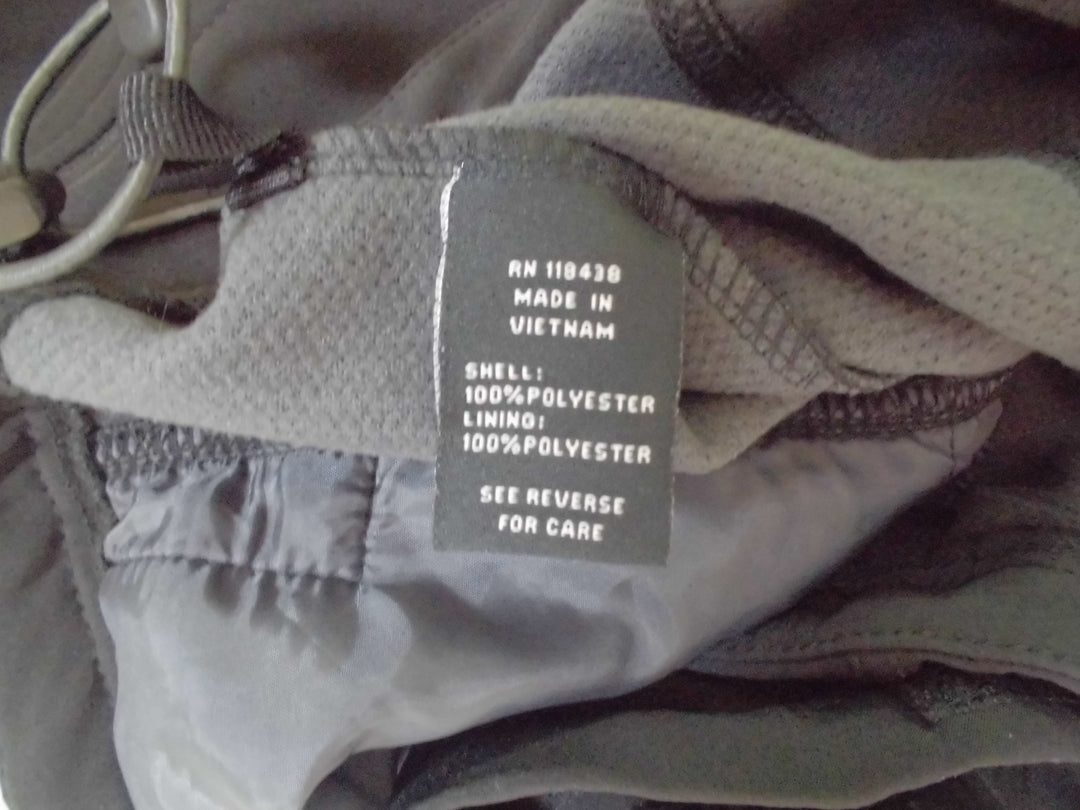 RN 118438
MADE IN
VIETNAM
SHELL:
100%POLYESTER
LINING:
100%POLYESTER
SEE REVERSE
FOR CARE